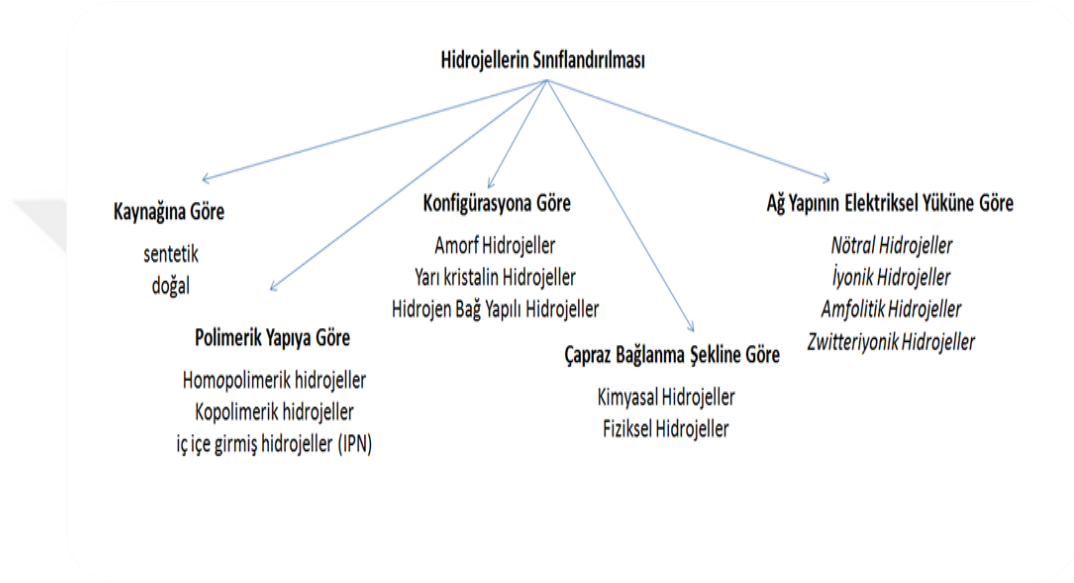 Hidrojellerin Sınıflandırılması
Kaynağına Göre
sentetik
doğal
Polimerik Yapıya Göre
Homopolimerik hidrojeller
Kopolimerik hidrojeller
iç içe girmiş hidrojeller (IPN)
Konfigürasyona Göre
Amorf Hidrojeller
Yarı kristalin Hidrojeller
Hidrojen Bağ Yapılı Hidrojeller
Çapraz Bağlanma Şekline Göre
Kimyasal Hidrojeller
Fiziksel Hidrojeller
Ağ Yapının Elektriksel Yüküne Göre
Nötral Hidrojeller
İyonik Hidrojeller
Amfolitik Hidrojeller
Zwitteriyonik Hidrojeller